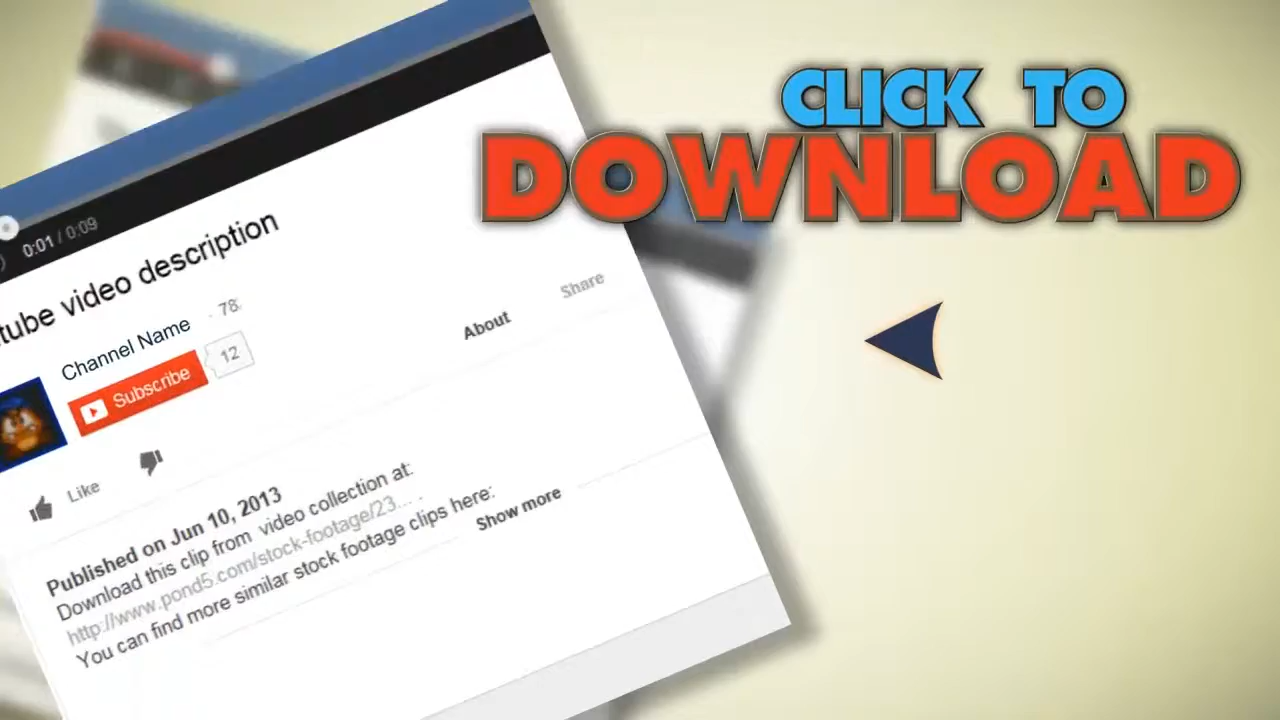 CLICK TO
DOWNLOAD
0:01 / 0:09
tube video description
Channel Name
78
Subscribe
12
About
Share
Like
Published on Jun 10, 2013
Download this clip from video collection at:
http://www.pond5.com/stock-footage/23...
You can find more similar stock footage clips here:
Show more